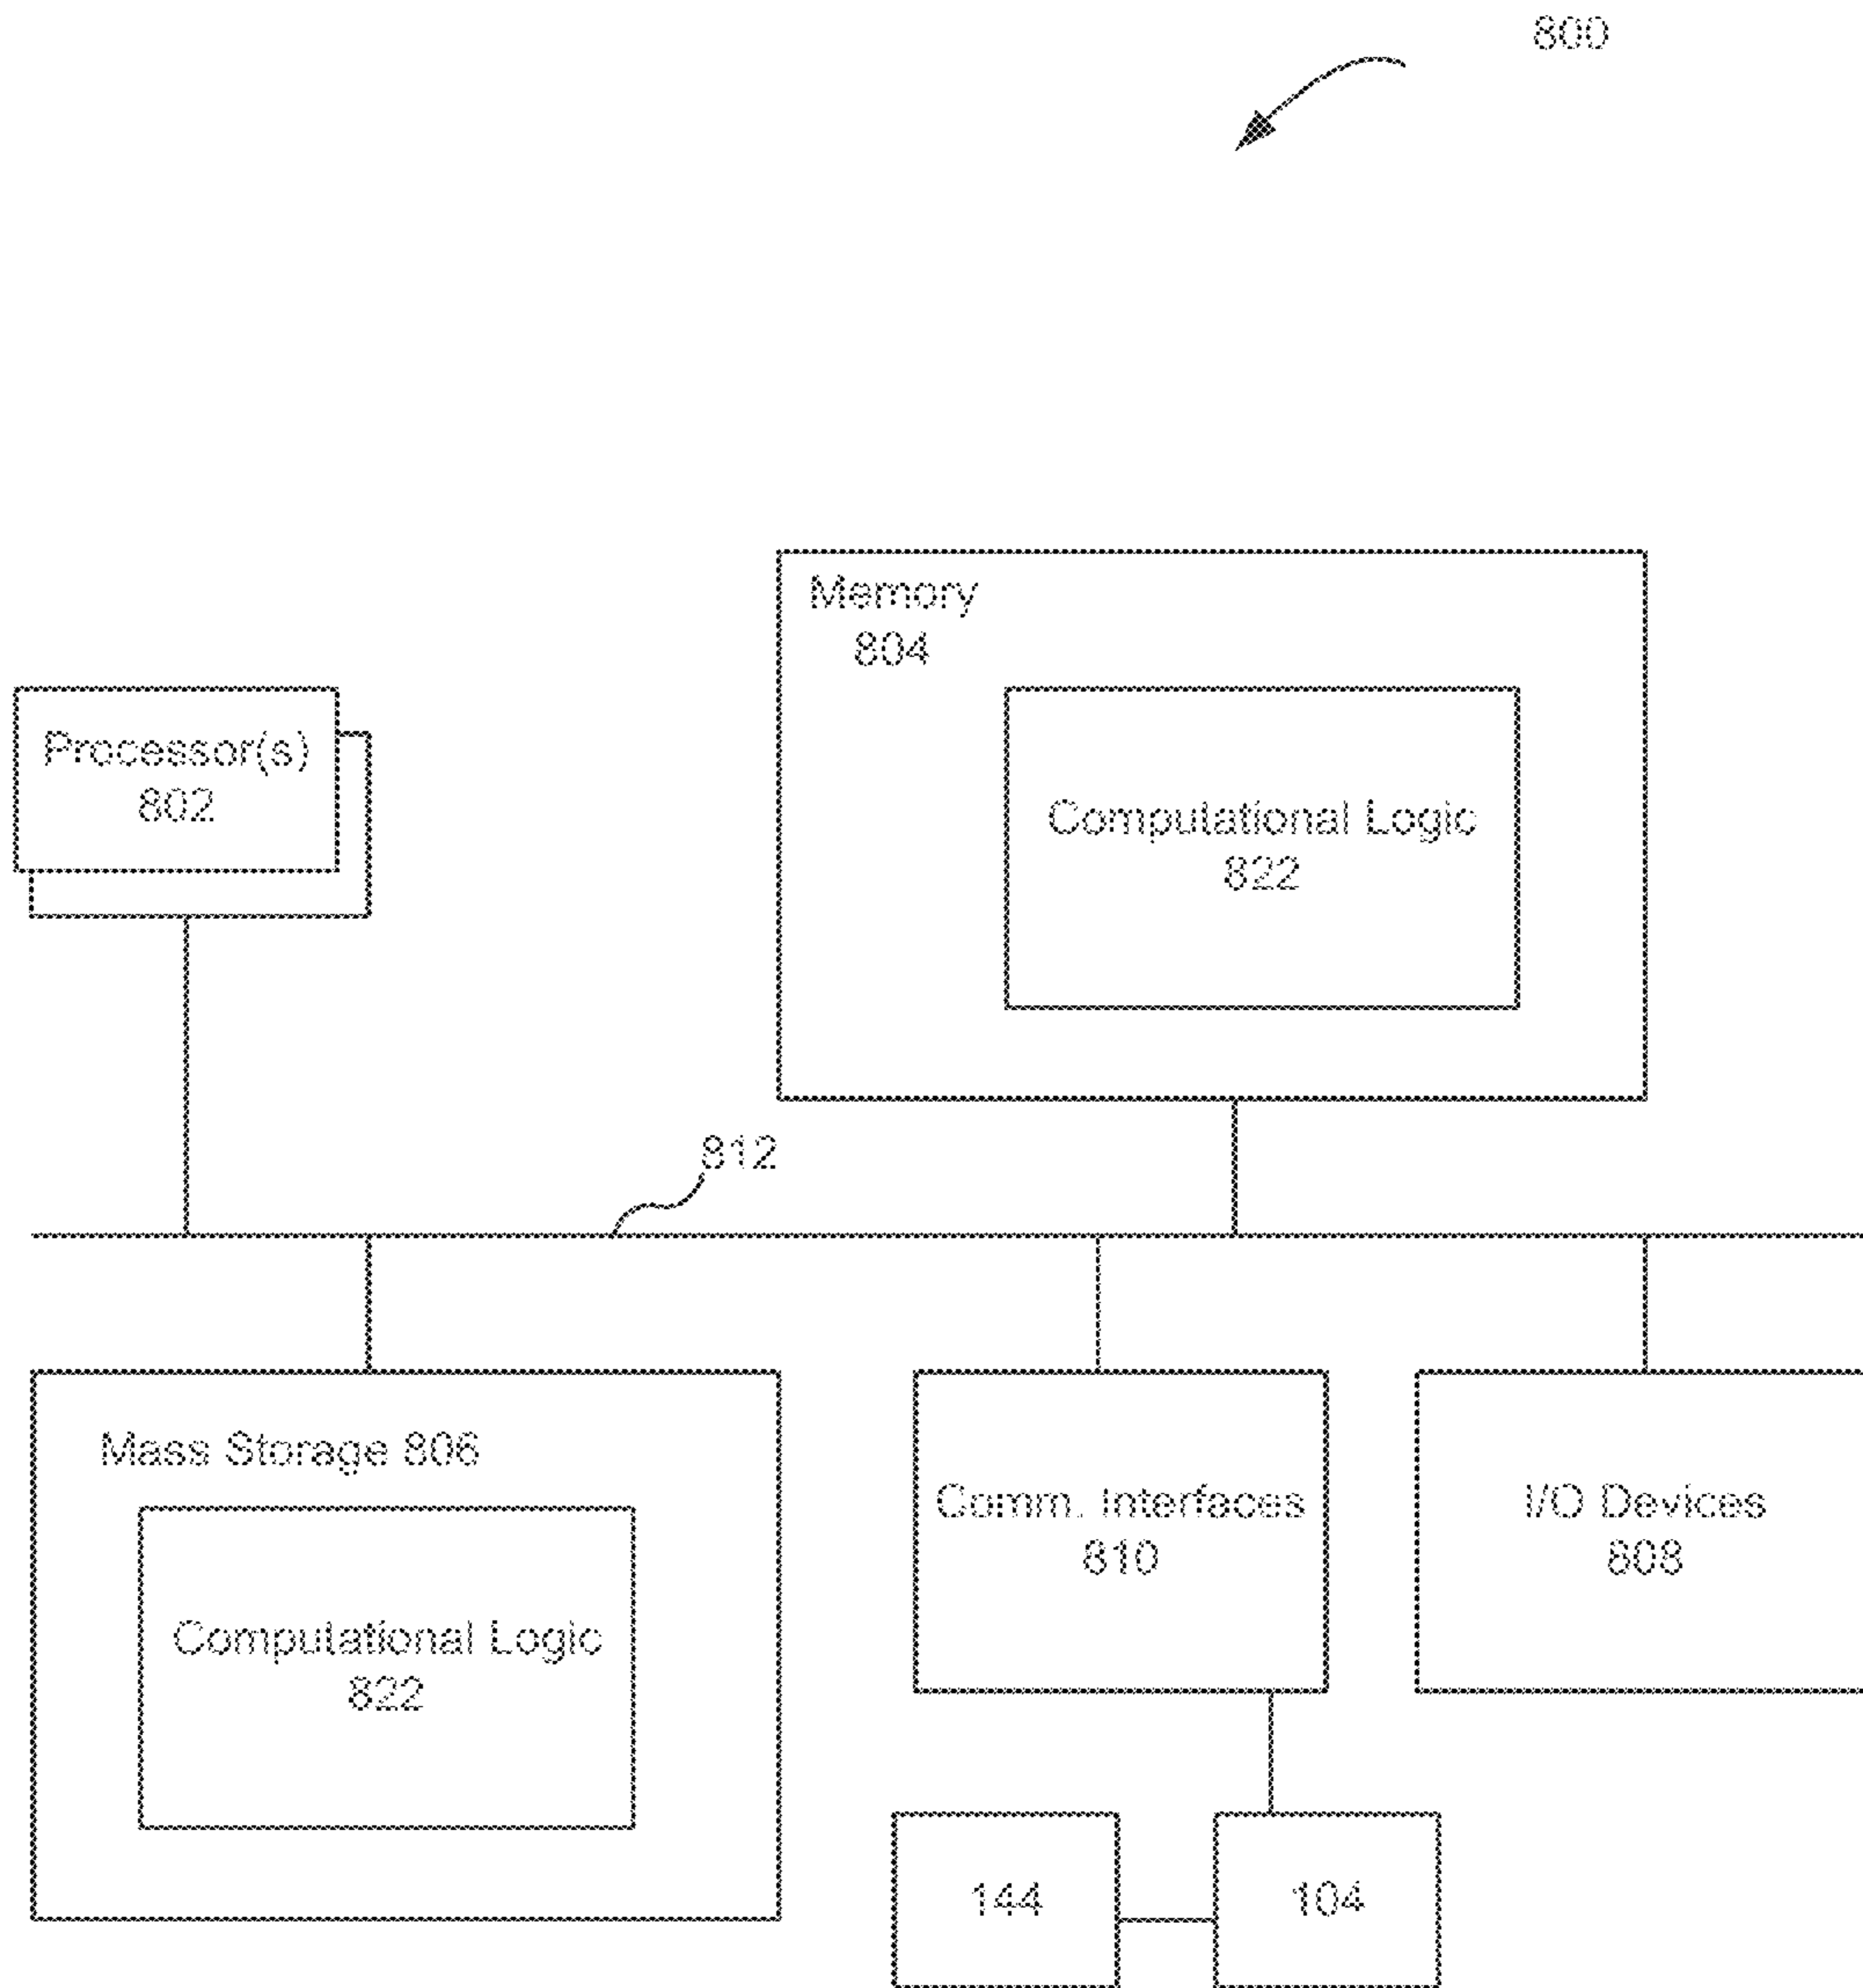 800
Memory
804
Processor(s)
802
Computational Logic
822
812
Mass Storage 806
Comm. Interfaces
810
I/O Devices
808
Computational Logic
822
144
104